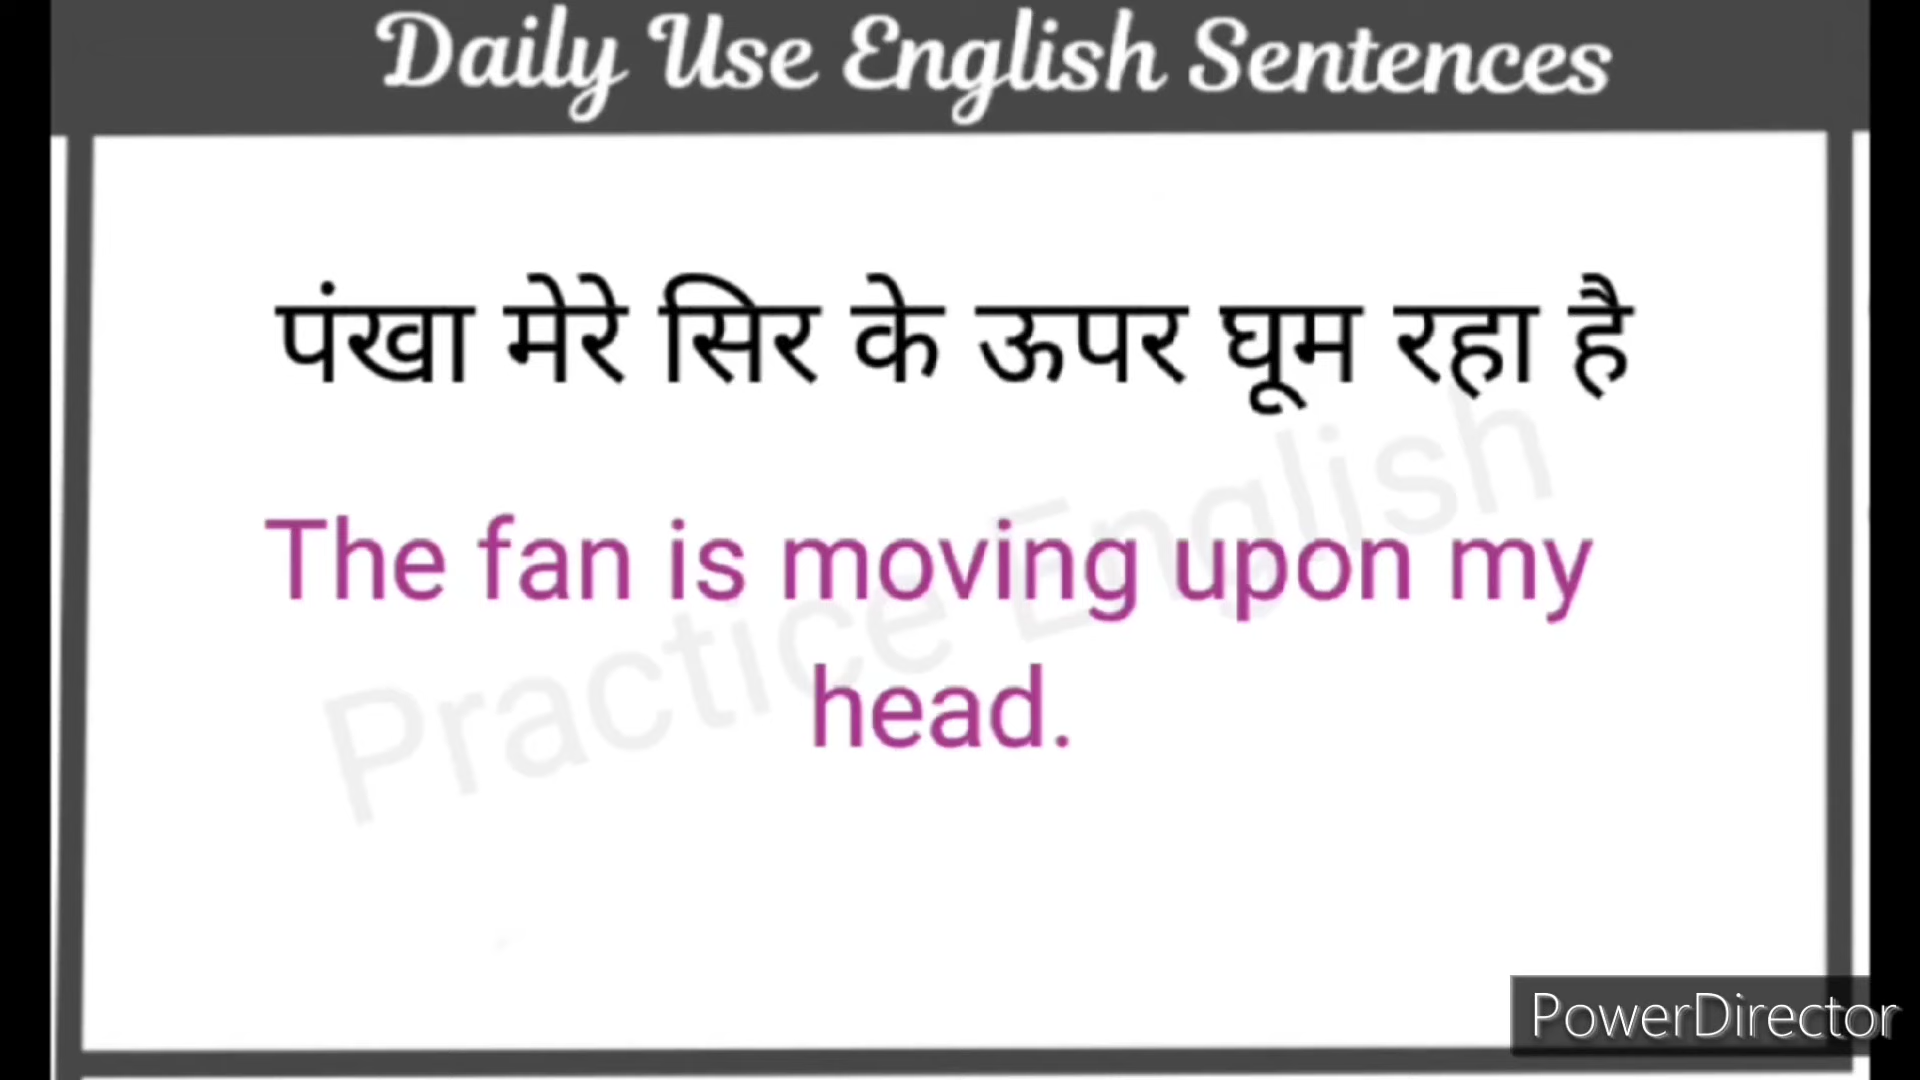 Daily Use English Sentences
पंखा मेरे सिर के ऊपर घूम रहा है
The fan is moving upon my
head.
Practice English
PowerDirector